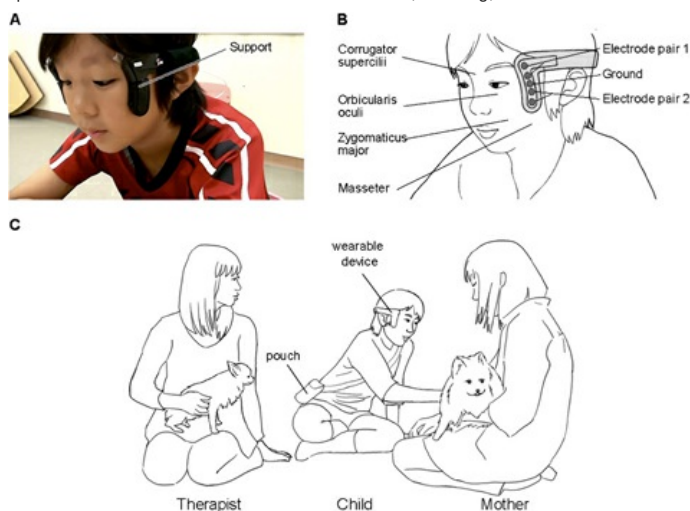 A
Support
B
Corrugator
supercilii
Orbicularis
oculi
Zygomaticus
major
Masseter
Electrode pair 1
Ground
Electrode pair 2
C
wearable
device
pouch
Therapist
Child
Mother